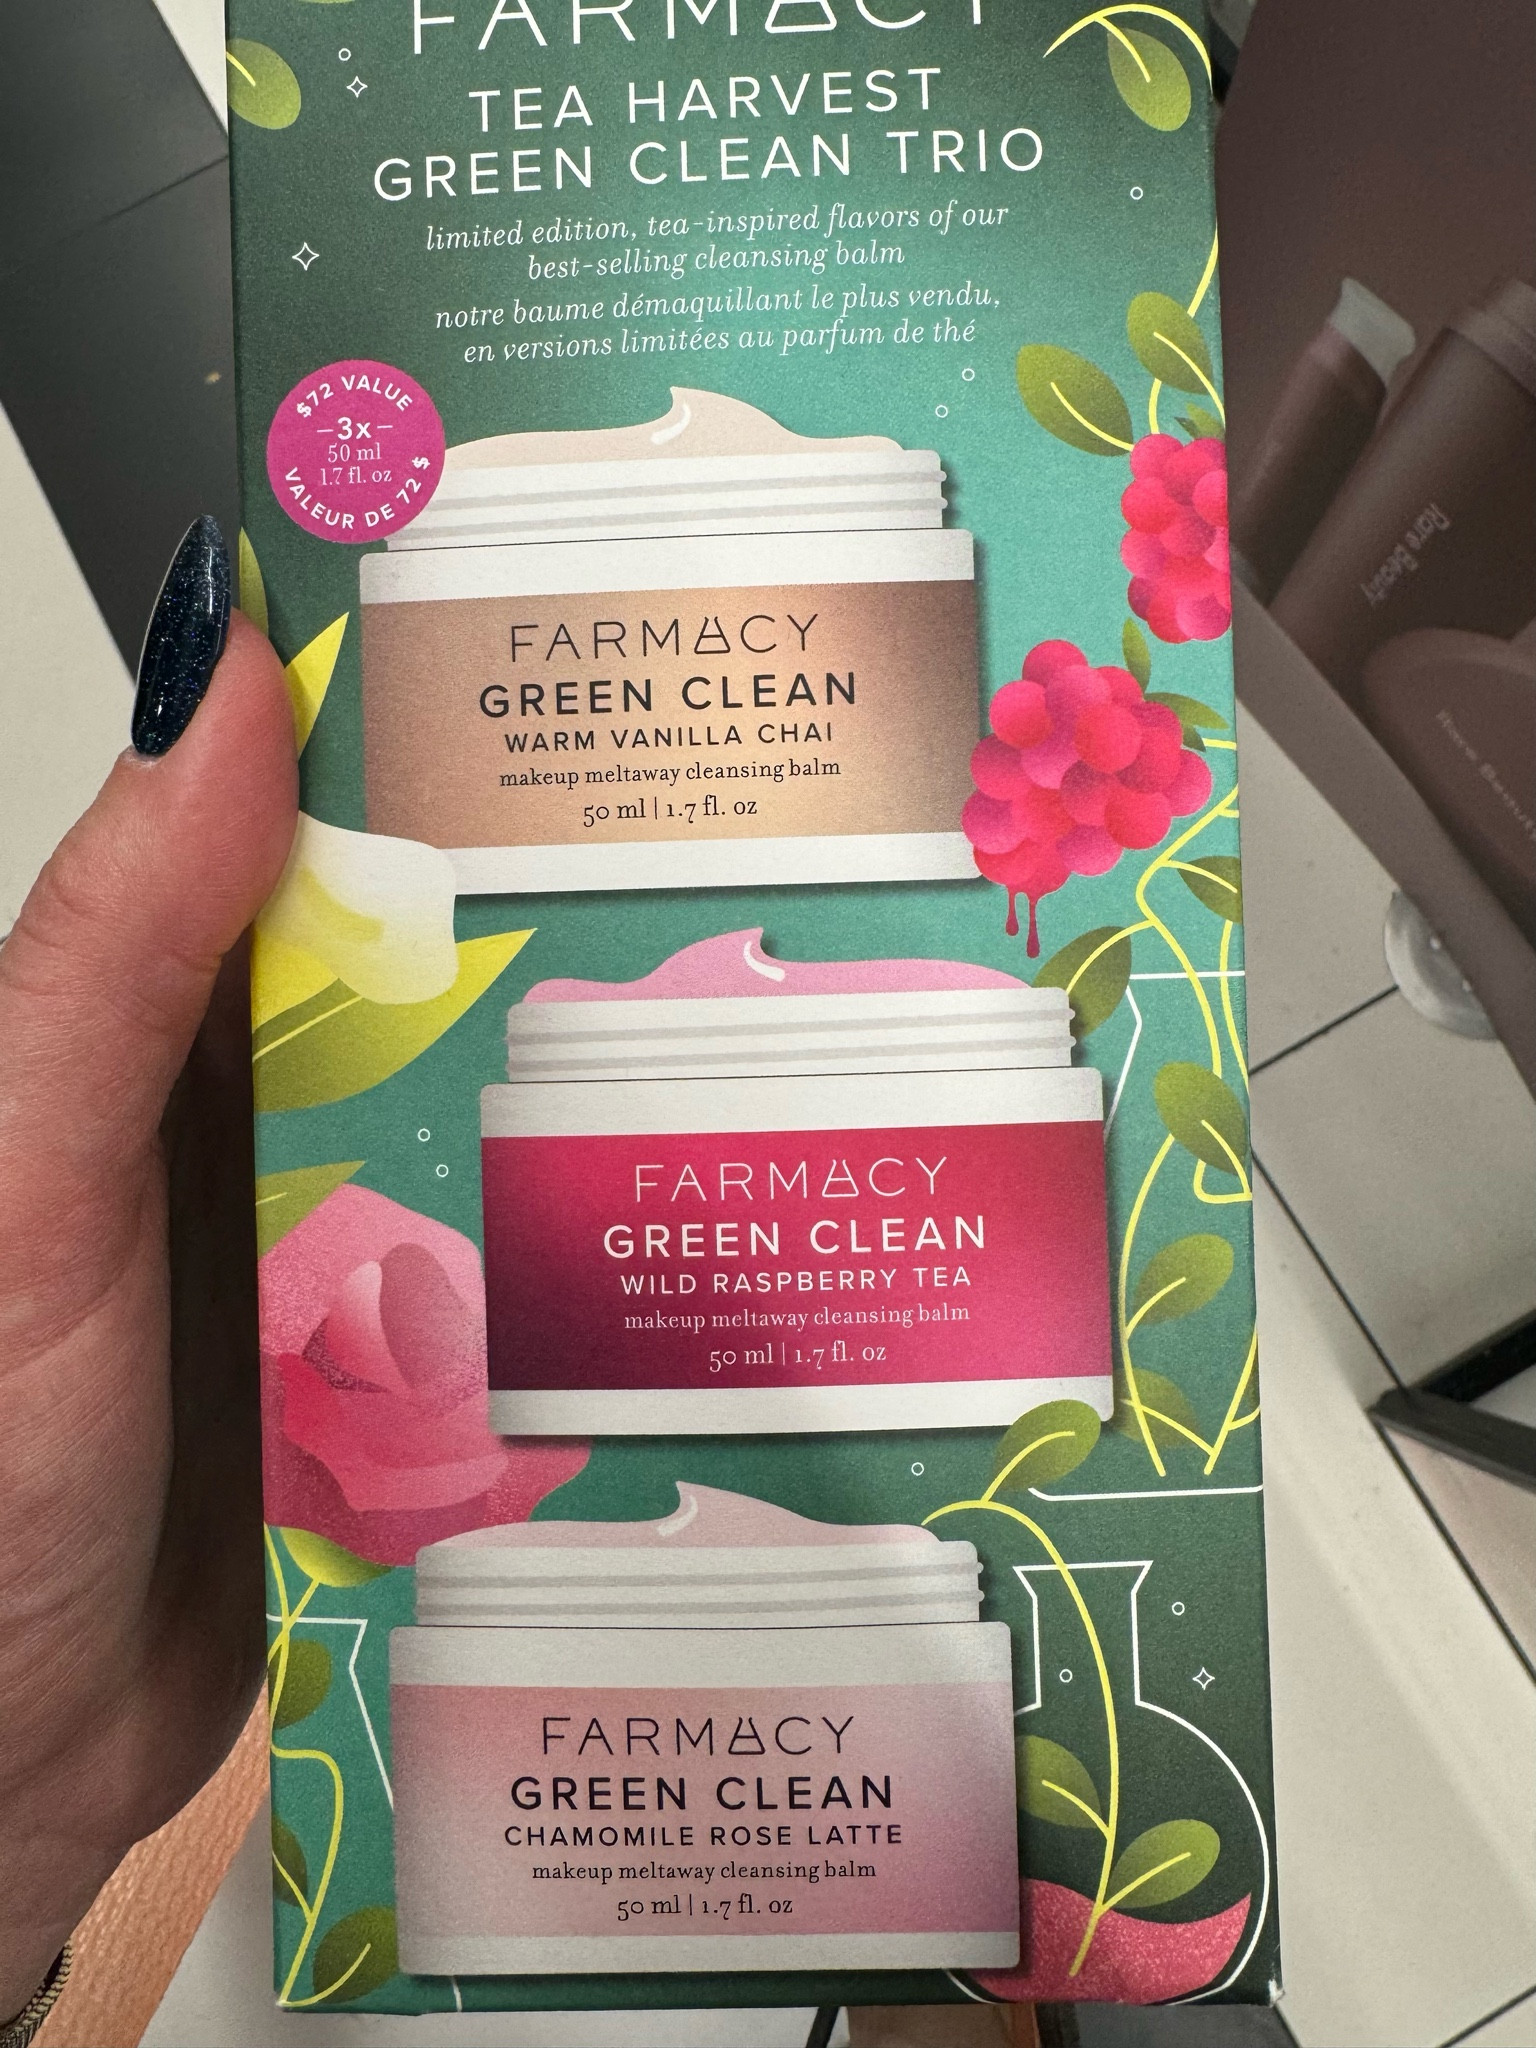 FARMACY
TEA HARVEST
GREEN CLEAN TRIO
limited edition, tea-inspired flavors of our
best-selling cleansing balm
notre baume démaquillant le plus vendu,
en versions limitées au parfum de thé
$72 VALUE
-3x-
50 ml
1.7 fl. oz
VALEUR DE 72 $
FARMACY
GREEN CLEAN
WARM VANILLA CHAI
makeup meltaway cleansing balm
50 ml | 1.7 fl. oz
FARMACY
GREEN CLEAN
WILD RASPBERRY TEA
makeup meltaway cleansing balm
50 ml | 1.7 fl. oz
FARMACY
GREEN CLEAN
CHAMOMILE ROSE LATTE
makeup meltaway cleansing balm
50 ml | 1.7 fl. oz
Rare Beauty